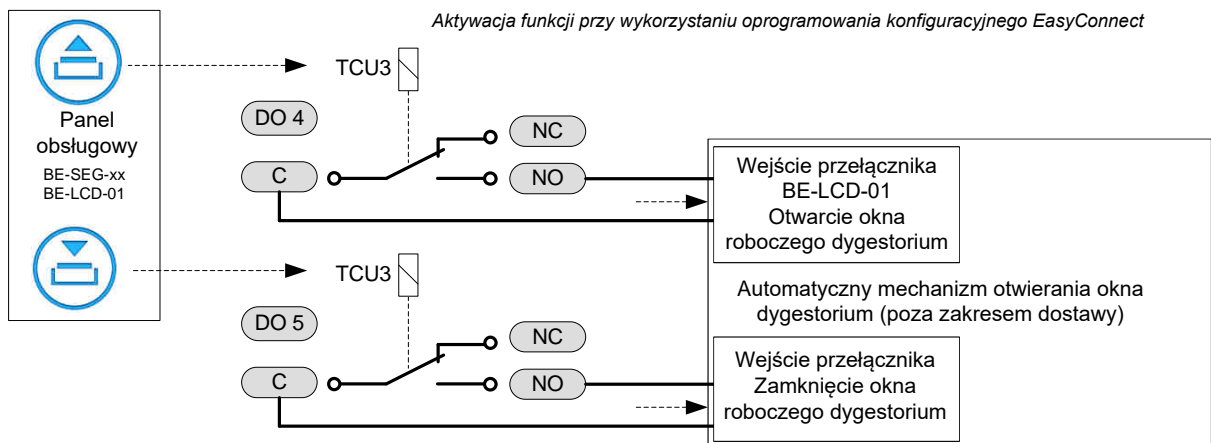 Aktywacja funkcji przy wykorzystaniu oprogramowania konfiguracyjnego EasyConnect
Panel
obsługowy
BE-SEG-xx
BE-LCD-01
TCU3
DO 4
NC
C
NO
Wejście przełącznika
BE-LCD-01
Otwarcie okna
roboczego dygestorium
TCU3
DO 5
NC
C
NO
Automatyczny mechanizm otwierania okna
dygestorium (poza zakresem dostawy)
Wejście przełącznika
Zamknięcie okna
roboczego dygestorium